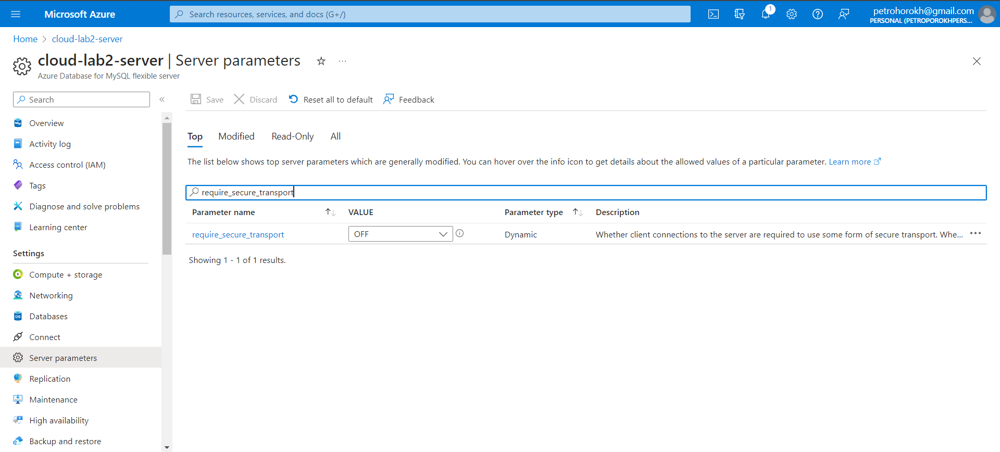 Microsoft Azure
Search resources, services, and docs (G+/)
1
petrohorokh@gmail.com
PERSONAL (PETROPOROKHPERS...
Home > cloud-lab2-server
cloud-lab2-server | Server parameters
Azure Database for MySQL flexible server
Search
Overview
Activity log
Access control (IAM)
Tags
Diagnose and solve problems
Learning center
Settings
Compute + storage
Networking
Databases
Connect
Server parameters
Replication
Maintenance
High availability
Backup and restore
Save Discard Reset all to default Feedback
Top Modified Read-Only All
The list below shows top server parameters which are generally modified. You can hover over the info icon to get details about the allowed values of a particular parameter. Learn more
require_secure_transport
Parameter name VALUE Parameter type Description
require_secure_transport OFF Dynamic Whether client connections to the server are required to use some form of secure transport. Whe...
Showing 1 - 1 of 1 results.